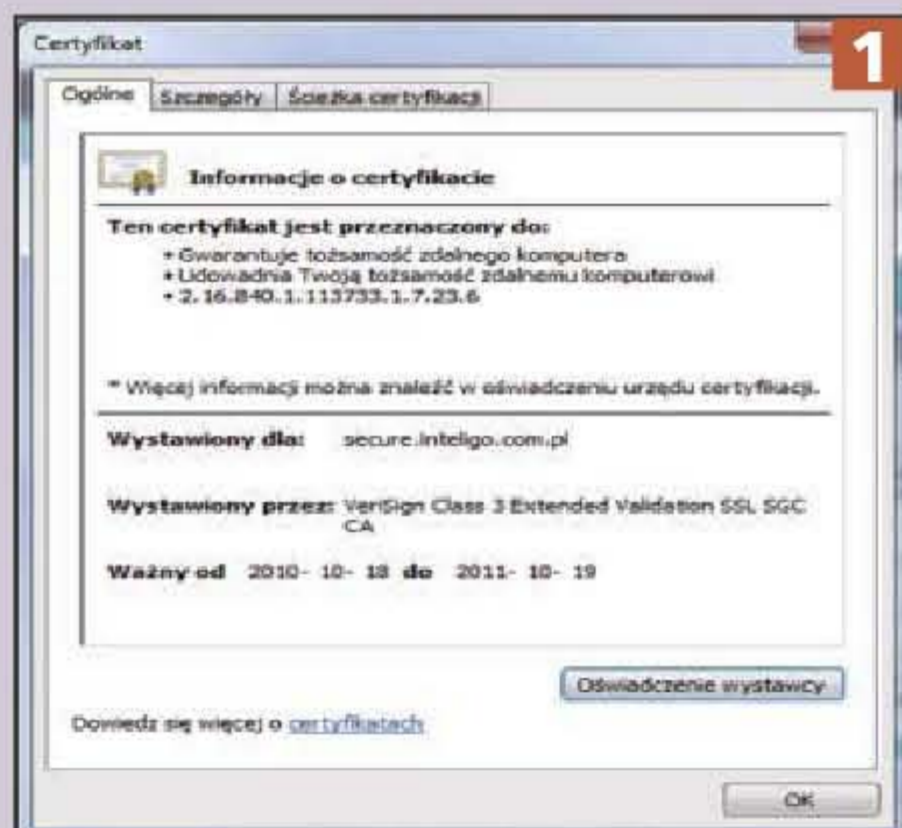 Certyfikat
1
Ogólne
Szczegóły
Ścieżka certyfikacji
Informacje o certyfikacie
Ten certyfikat jest przeznaczony do:
• Gwarantuje tożsamość zdalnego komputera
• Udowadnia Twoją tożsamość zdalnemu komputerowi
• 2.16.840.1.113733.1.7.23.6
* Więcej informacji można znaleźć w oświadczeniu urzędu certyfikacji.
Wystawiony dla: secure.inteligo.com.pl
Wystawiony przez: VeriSign Class 3 Extended Validation SSL SGC
CA
Ważny od 2010- 10- 18 do 2011- 10- 19
Oświadczenie wystawcy
Dowiedz się więcej o certyfikatach
OK